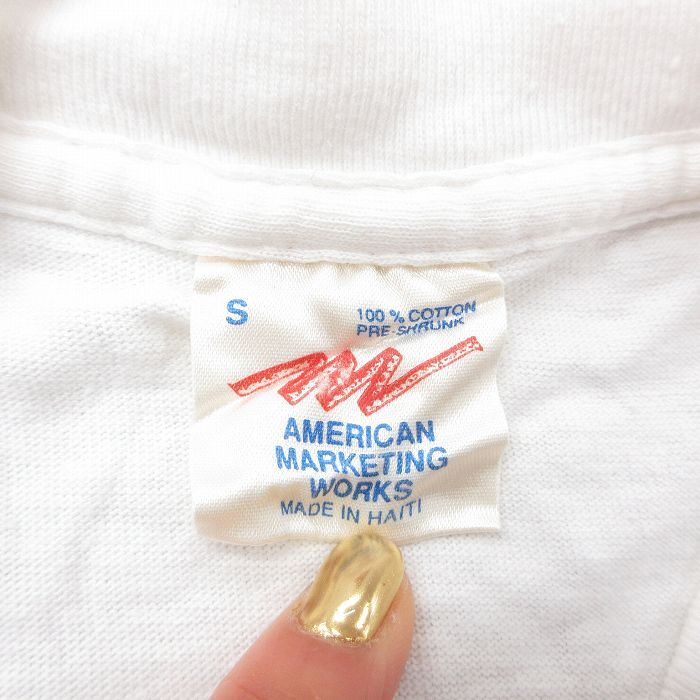 S
100 % COTTON
PRE-SHRUNK
AMERICAN
MARKETING
WORKS
MADE IN HAITI